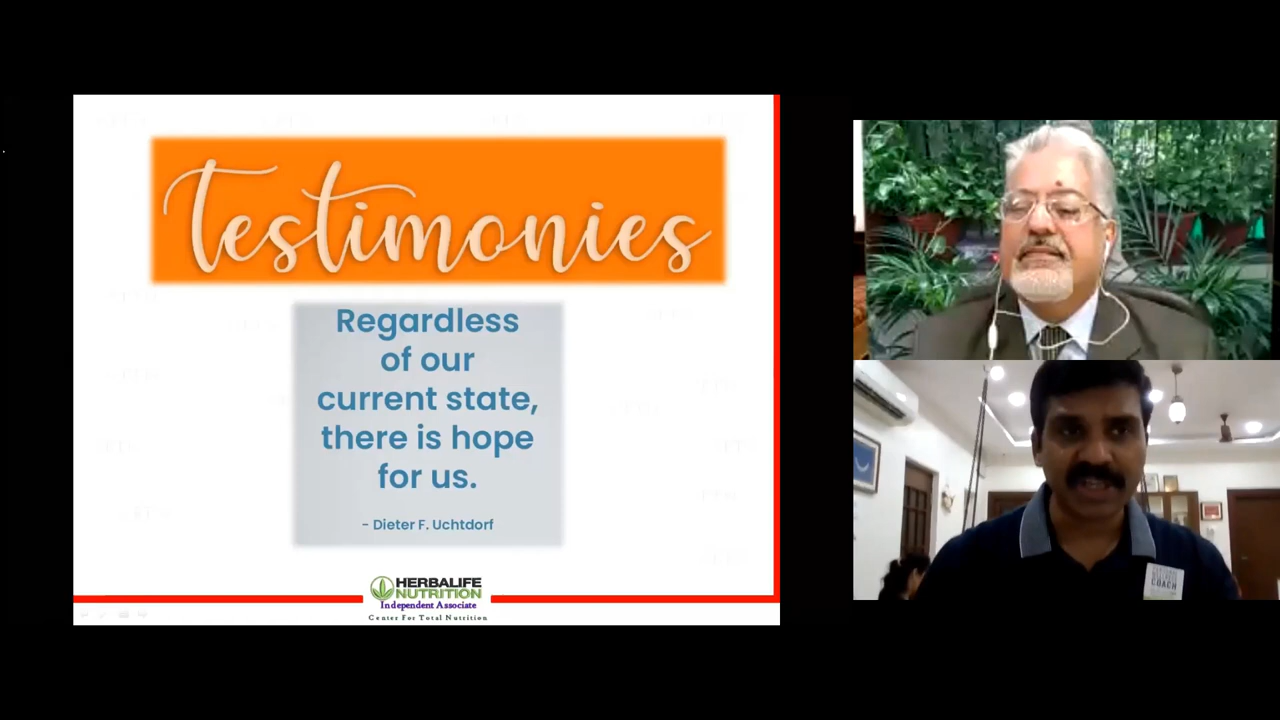 Testimonies
Regardless
of our
current state,
there is hope
for us.
- Dieter F. Uchtdorf
HERBALIFE
NUTRITION
Independent Associate
Center For Total Nutrition
COACH